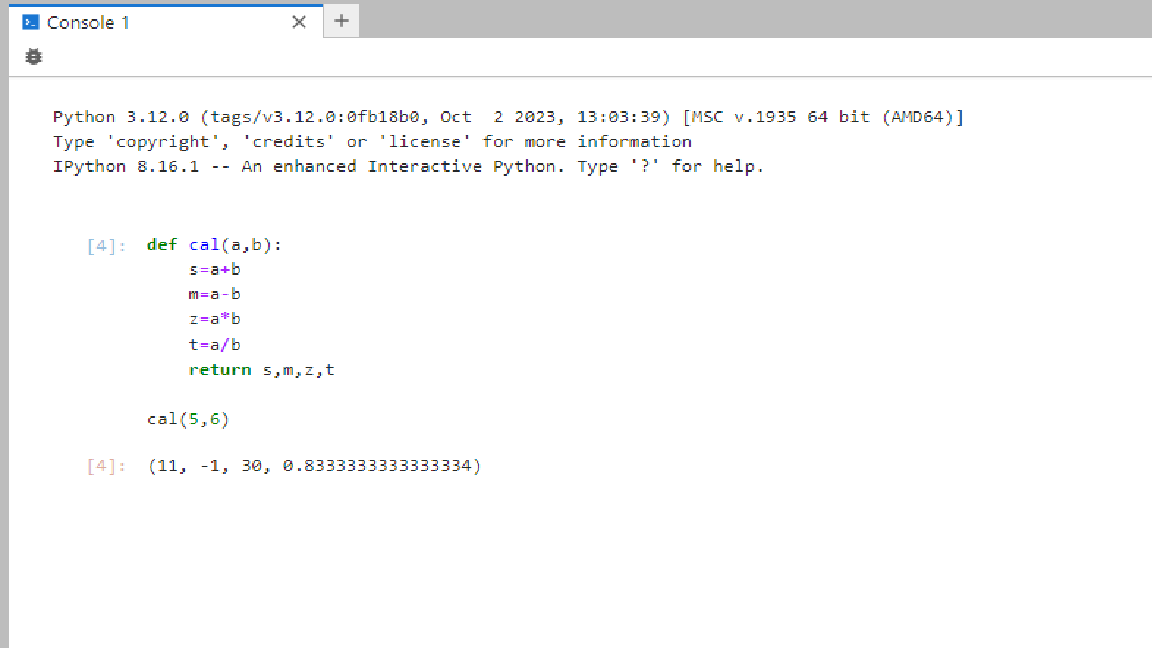 Console 1
Python 3.12.0 (tags/v3.12.0:0fb18b0, Oct  2 2023, 13:03:39) [MSC v.1935 64 bit (AMD64)]
Type 'copyright', 'credits' or 'license' for more information
IPython 8.16.1 -- An enhanced Interactive Python. Type '?' for help.
[4]: def cal(a,b):
    s=a+b
    m=a-b
    z=a*b
    t=a/b
    return s,m,z,t
cal(5,6)
[4]: (11, -1, 30, 0.8333333333333334)